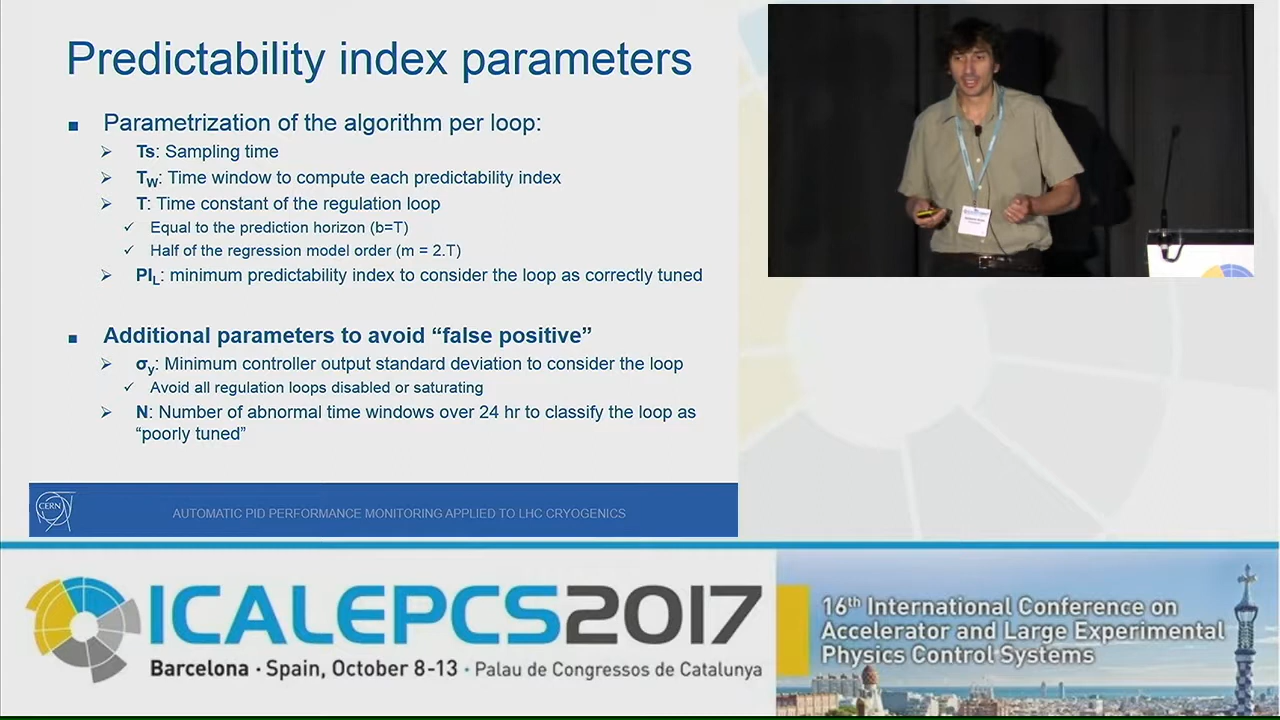 Predictability index parameters
Parametrization of the algorithm per loop:
Ts: Sampling time
TW: Time window to compute each predictability index
T: Time constant of the regulation loop
Equal to the prediction horizon (b=T)
Half of the regression model order (m = 2.T)
PIL: minimum predictability index to consider the loop as correctly tuned
Additional parameters to avoid “false positive”
σy: Minimum controller output standard deviation to consider the loop
Avoid all regulation loops disabled or saturating
N: Number of abnormal time windows over 24 hr to classify the loop as
“poorly tuned”
CERN
AUTOMATIC PID PERFORMANCE MONITORING APPLIED TO LHC CRYOGENICS
ICALEPCS2017
Barcelona · Spain, October 8-13 · Palau de Congressos de Catalunya
16th International Conference on
Accelerator and Large Experimental
Physics Control Systems